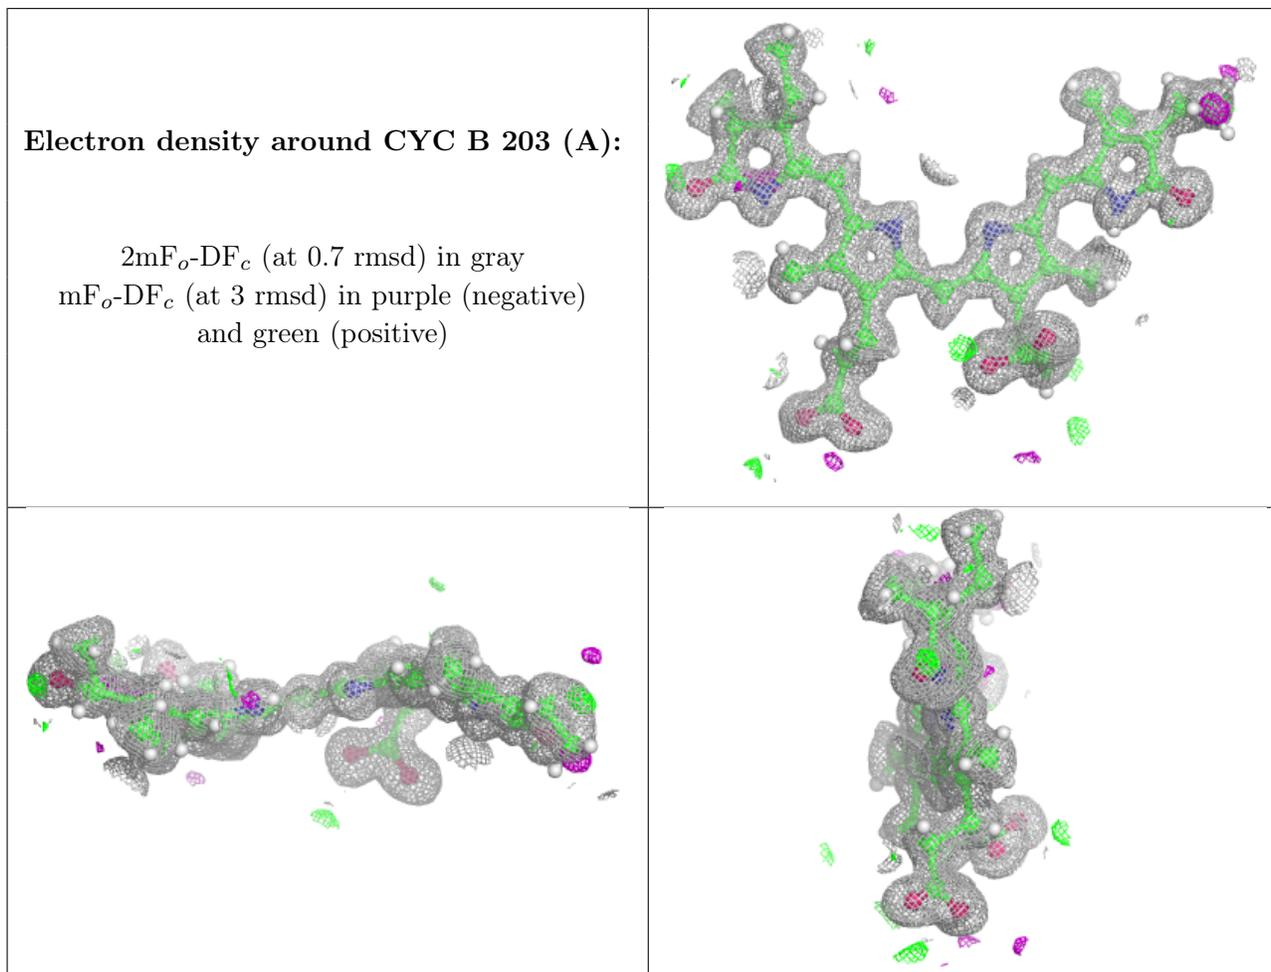 Electron density around CYC B 203 (A):
2mFo-DFc (at 0.7 rmsd) in gray
mFo-DFc (at 3 rmsd) in purple (negative)
and green (positive)